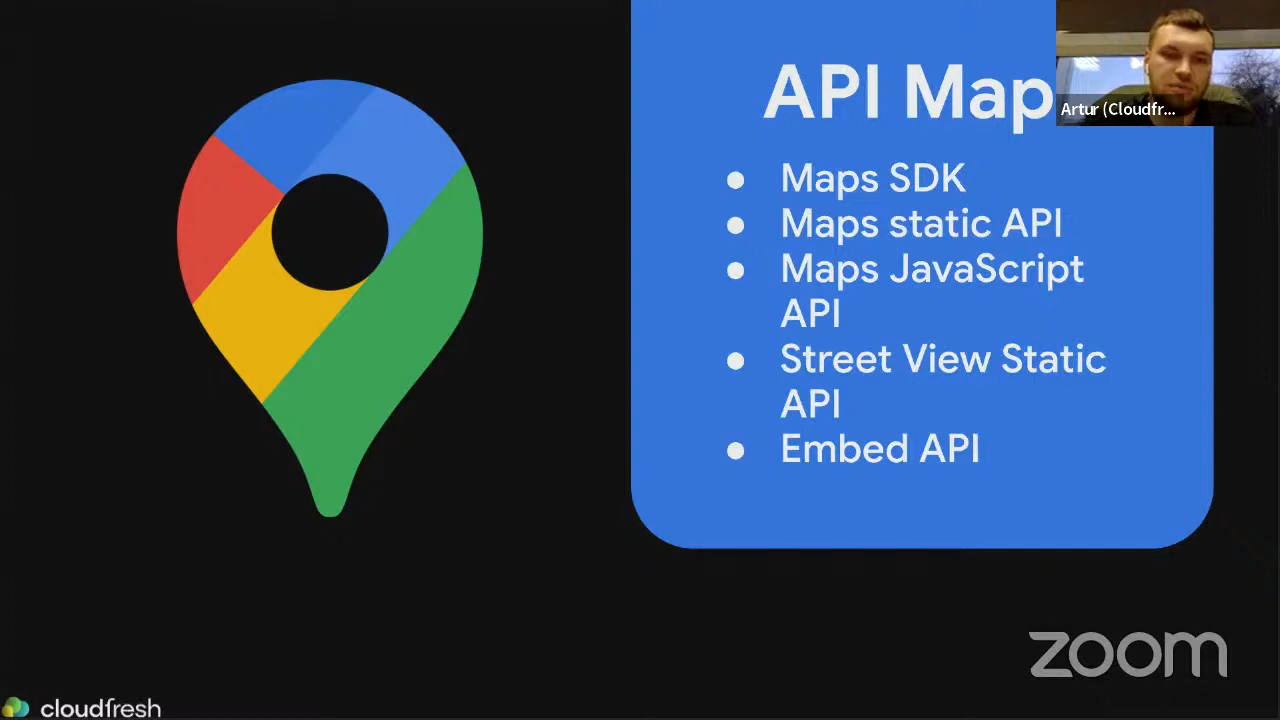 API Map
Artur (Cloudfr...
● Maps SDK
● Maps static API
● Maps JavaScript
API
● Street View Static
API
● Embed API
zoom
cloudfresh